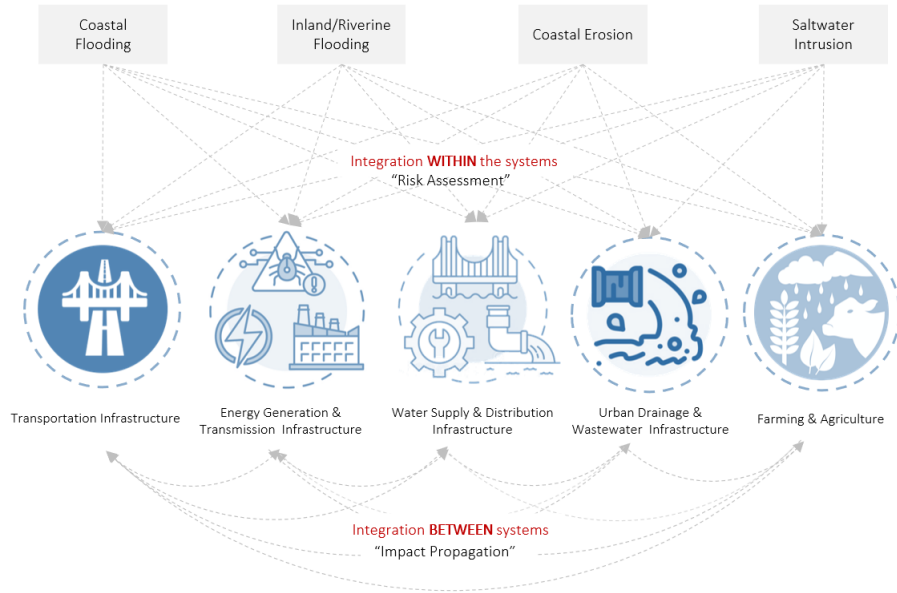 Coastal
Flooding
Inland/Riverine
Flooding
Coastal Erosion
Saltwater
Intrusion
Integration WITHIN the systems
“Risk Assessment”
Transportation Infrastructure
Energy Generation &
Transmission Infrastructure
Water Supply & Distribution
Infrastructure
Urban Drainage &
Wastewater Infrastructure
Farming & Agriculture
Integration BETWEEN systems
“Impact Propagation”